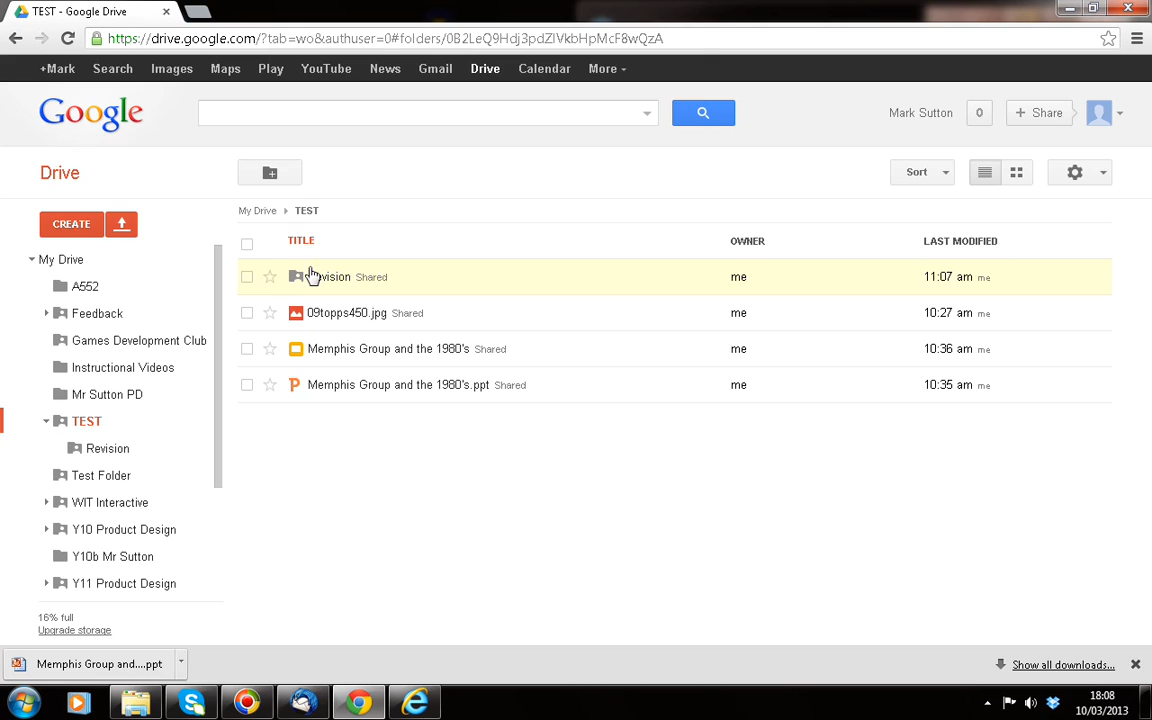 TEST - Google Drive
https://drive.google.com/?tab=wo&authuser=0#folders/0B2LeQ9Hdj3pdZlVkbHpMcF8wQzA
+Mark Search Images Maps Play YouTube News Gmail Drive Calendar More
Google Mark Sutton 0 + Share
Drive Sort
My Drive TEST
CREATE
TITLE OWNER LAST MODIFIED
My Drive
Revision Shared me 11:07 am me
A552
09topps450.jpg Shared me 10:27 am me
Feedback
Games Development Club
Memphis Group and the 1980's Shared me 10:36 am me
Instructional Videos
Memphis Group and the 1980's.ppt Shared me 10:35 am me
Mr Sutton PD
TEST
Revision
Test Folder
WIT Interactive
Y10 Product Design
Y10b Mr Sutton
Y11 Product Design
16% full
Upgrade storage
Memphis Group and....ppt Show all downloads...
18:08
10/03/2013